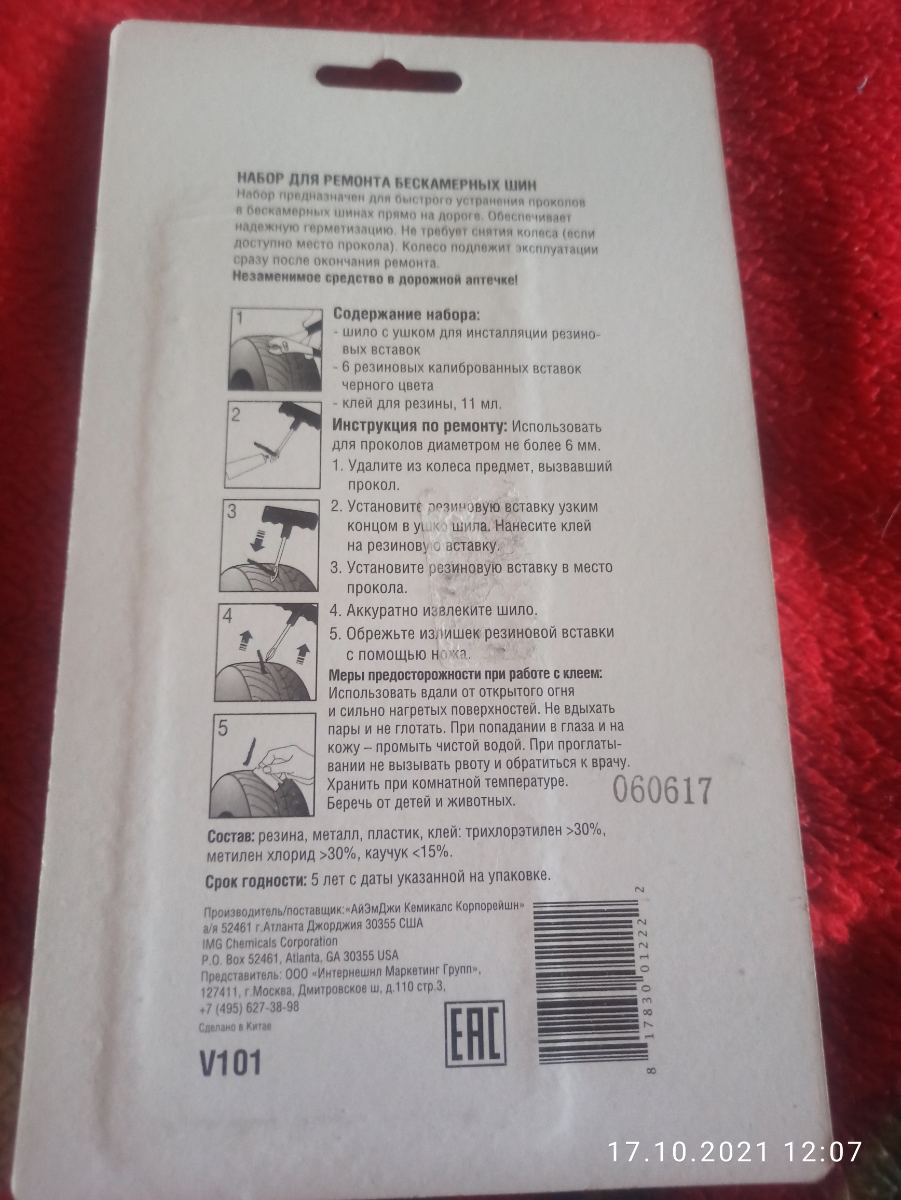 НАБОР ДЛЯ РЕМОНТА БЕСКАМЕРНЫХ ШИН
Набор предназначен для быстрого устранения проколов
в бескамерных шинах прямо на дороге. Обеспечивает
надежную герметизацию. Не требует снятия колеса (если
доступно место прокола). Колесо подлежит эксплуатации
сразу после окончания ремонта.
Незаменимое средство в дорожной аптечке!
1
Содержание набора:
- шило с ушком для инсталляции резино-
вых вставок
- 6 резиновых калиброванных вставок
черного цвета
- клей для резины, 11 мл.
2
Инструкция по ремонту: Использовать
для проколов диаметром не более 6 мм.
1. Удалите из колеса предмет, вызвавший
прокол.
3
2. Установите резиновую вставку узким
концом в ушко шила. Нанесите клей
на резиновую вставку.
3. Установите резиновую вставку в место
прокола.
4
4. Аккуратно извлеките шило.
5. Обрежьте излишек резиновой вставки
с помощью ножа.
Меры предосторожности при работе с клеем:
Использовать вдали от открытого огня
и сильно нагретых поверхностей. Не вдыхать
5
пары и не глотать. При попадании в глаза и на
кожу – промыть чистой водой. При проглаты-
вании не вызывать рвоту и обратиться к врачу.
Хранить при комнатной температуре.
Беречь от детей и животных.
060617
Состав: резина, металл, пластик, клей: трихлорэтилен >30%,
метилен хлорид >30%, каучук <15%.
Срок годности: 5 лет с даты указанной на упаковке.
Производитель/поставщик:«АйЭмДжи Кемикалс Корпорейшн»
а/я 52461 г.Атланта Джорджия 30355 США
IMG Chemicals Corporation
P.O. Box 52461, Atlanta, GA 30355 USA
Представитель: ООО «Интернешнл Маркетинг Групп»,
127411, г.Москва, Дмитровское ш, д.110 стр.3,
+7 (495) 627-38-98
Сделано в Китае
V101
EAC
8 17830 01222 2
17.10.2021 12:07